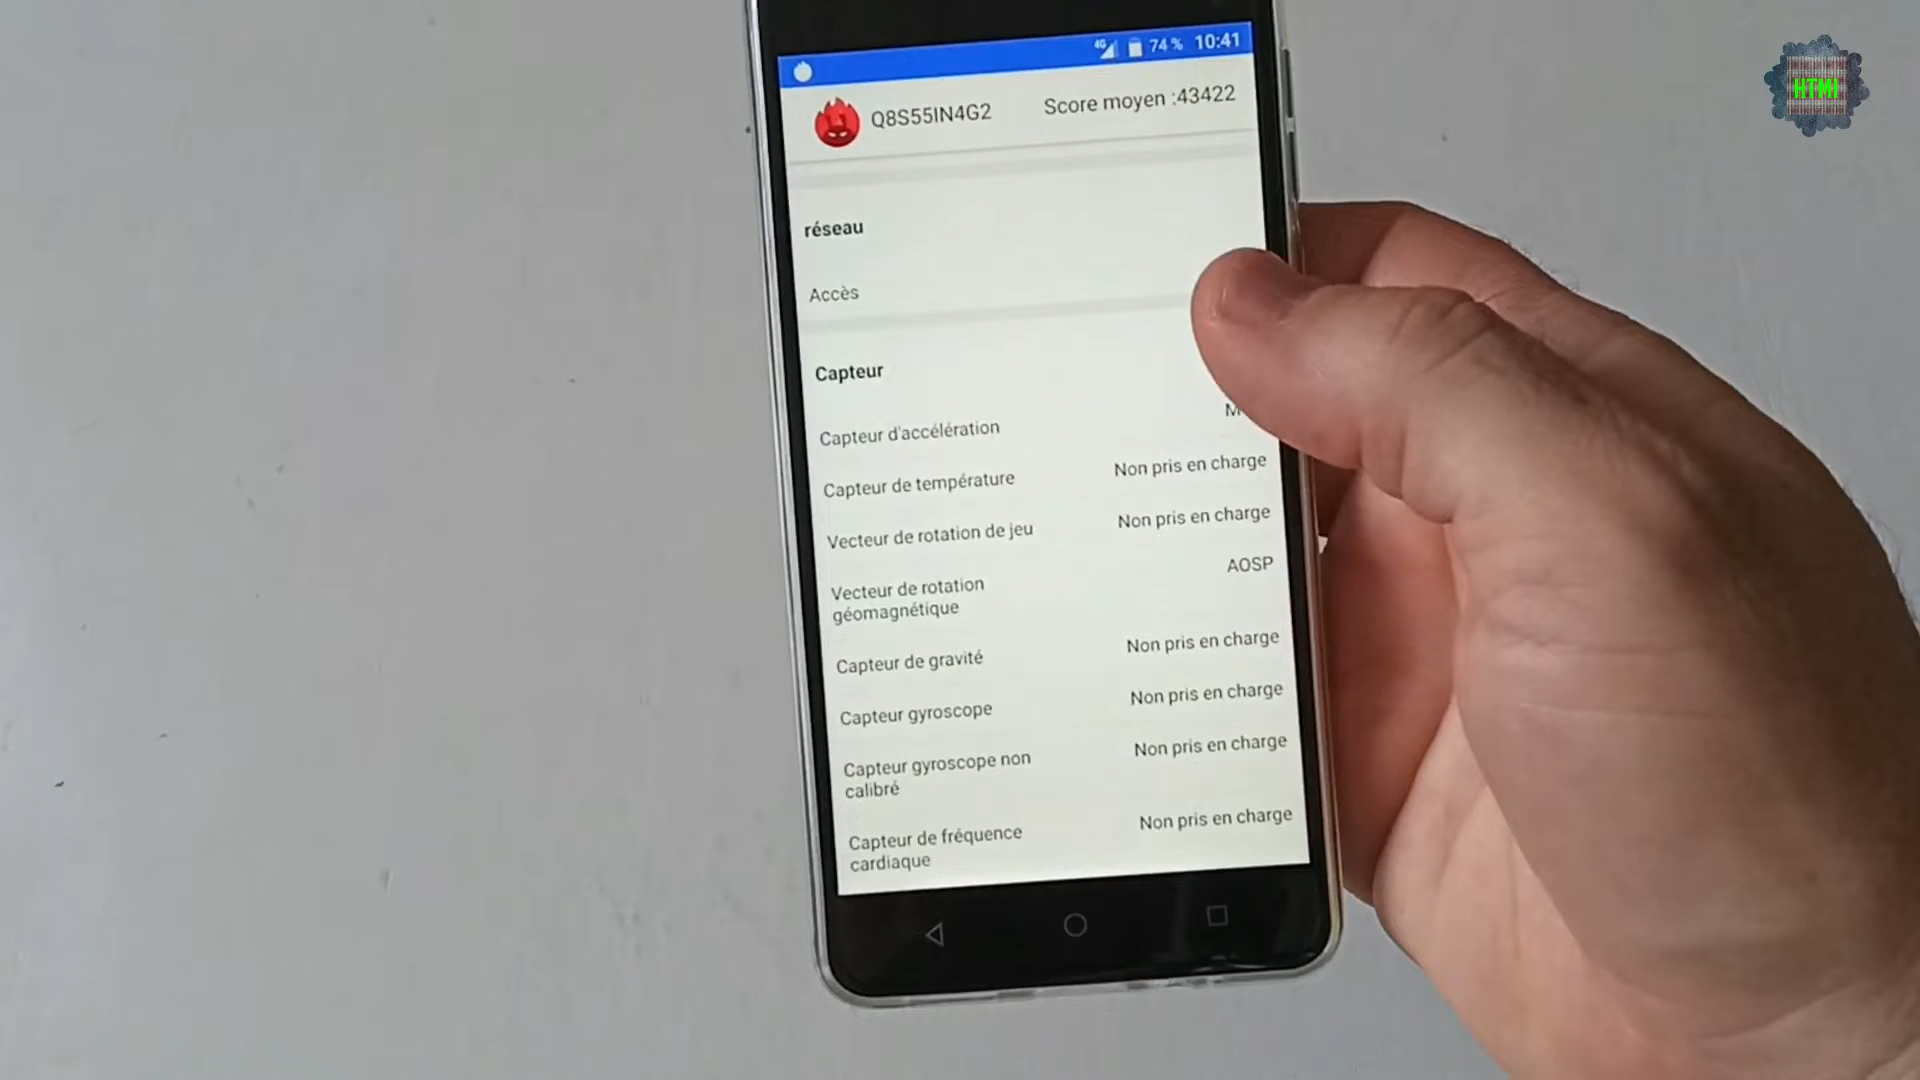 4G 74 % 10:41
Q8S55IN4G2 Score moyen :43422
HTMI
réseau
Accès
Capteur
Capteur d'accélération
Capteur de température Non pris en charge
Vecteur de rotation de jeu Non pris en charge
Vecteur de rotation AOSP
géomagnétique
Capteur de gravité Non pris en charge
Capteur gyroscope Non pris en charge
Capteur gyroscope non Non pris en charge
calibré
Capteur de fréquence Non pris en charge
cardiaque